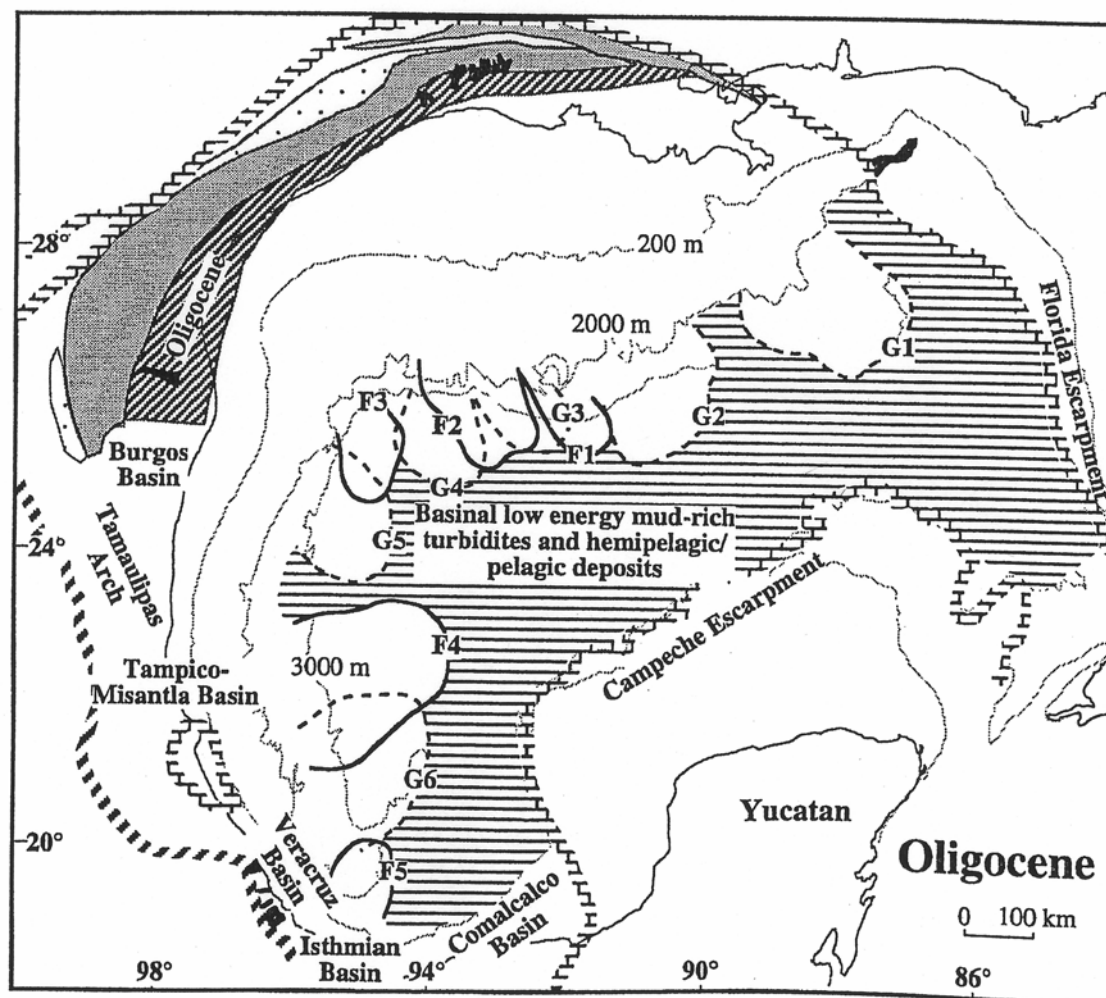 28°
200 m
Oligocene
2000 m
Florida Escarpment
G1
F3
F2
G3
G2
F1
Burgos
Basin
G4
Basinal low energy mud-rich
turbidites and hemipelagic/
pelagic deposits
G5
24°
Tamaulipas
Arch
Campeche Escarpment
F4
3000 m
Tampico-
Misantla Basin
G6
Yucatan
20°
Veracruz
Basin
F5
Oligocene
0 100 km
Comalcalco
Basin
Isthmian
Basin
98°
94°
90°
86°